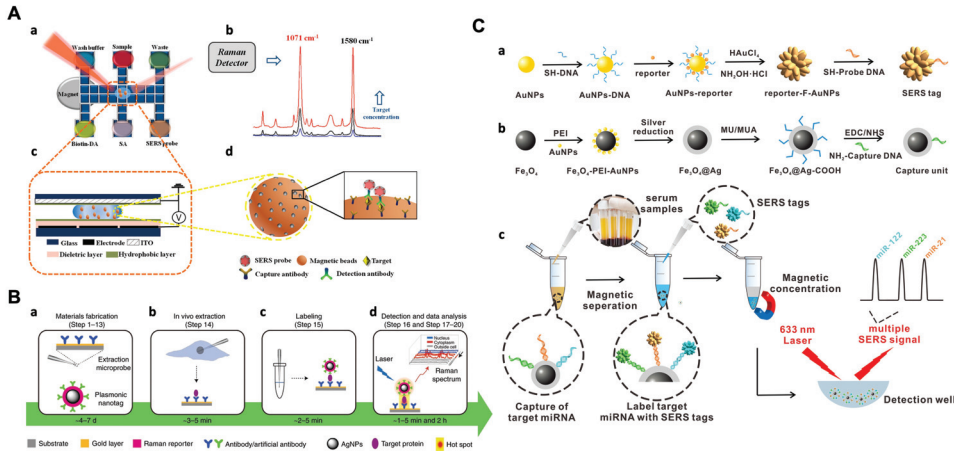 A
a
Wash buffer
Sample
Waste
Magnet
Biotin-DA
SA
SERS probe
b
Raman
Detector
1071 cm-1
1580 cm-1
Target
concentration
c
V
Glass
Electrode
ITO
Dieletric layer
Hydrophobic layer
d
SERS probe
Magnetic beads
Target
Capture antibody
Detection antibody
B
a
Materials fabrication
(Step 1–13)
Extraction
microprobe
Plasmonic
nanotag
~4–7 d
b
In vivo extraction
(Step 14)
~3–5 min
c
Labeling
(Step 15)
~2–5 min
d
Detection and data analysis
(Step 16 and Step 17–20)
Nucleus
Cytoplasm
Outside cell
Laser
Raman
spectrum
~1–5 min and 2 h
Substrate
Gold layer
Raman reporter
Antibody/artificial antibody
AgNPs
Target protein
Hot spot
C
a
AuNPs
SH-DNA
AuNPs-DNA
reporter
AuNPs-reporter
HAuCl4
NH2OH·HCl
reporter-F-AuNPs
SH-Probe DNA
SERS tag
b
Fe3O4
PEI
AuNPs
Fe3O4-PEI-AuNPs
Silver
reduction
Fe3O4@Ag
MU/MUA
Fe3O4@Ag-COOH
EDC/NHS
NH2-Capture DNA
Capture unit
c
serum
samples
SERS tags
Magnetic
seperation
Magnetic
concentration
miR-122
miR-223
miR-21
Capture of
target miRNA
Label target
miRNA with SERS tags
633 nm
Laser
multiple
SERS signal
Detection well